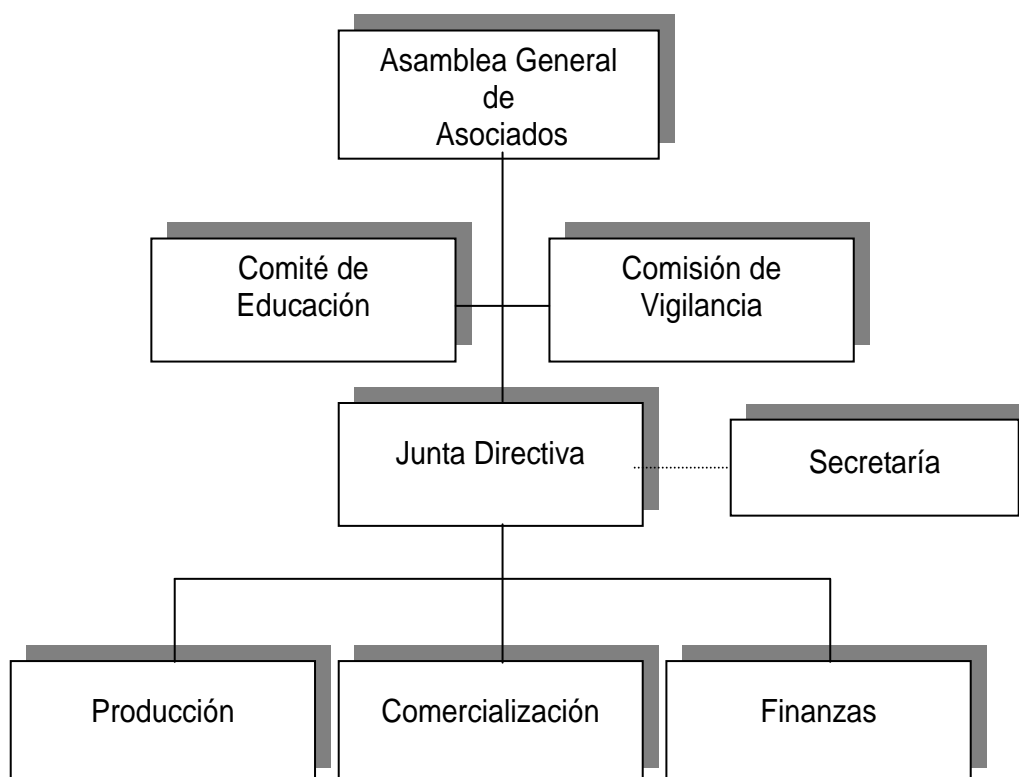 Asamblea General
de
Asociados
Comité de
Educación
Comisión de
Vigilancia
Junta Directiva
Secretaría
Producción
Comercialización
Finanzas